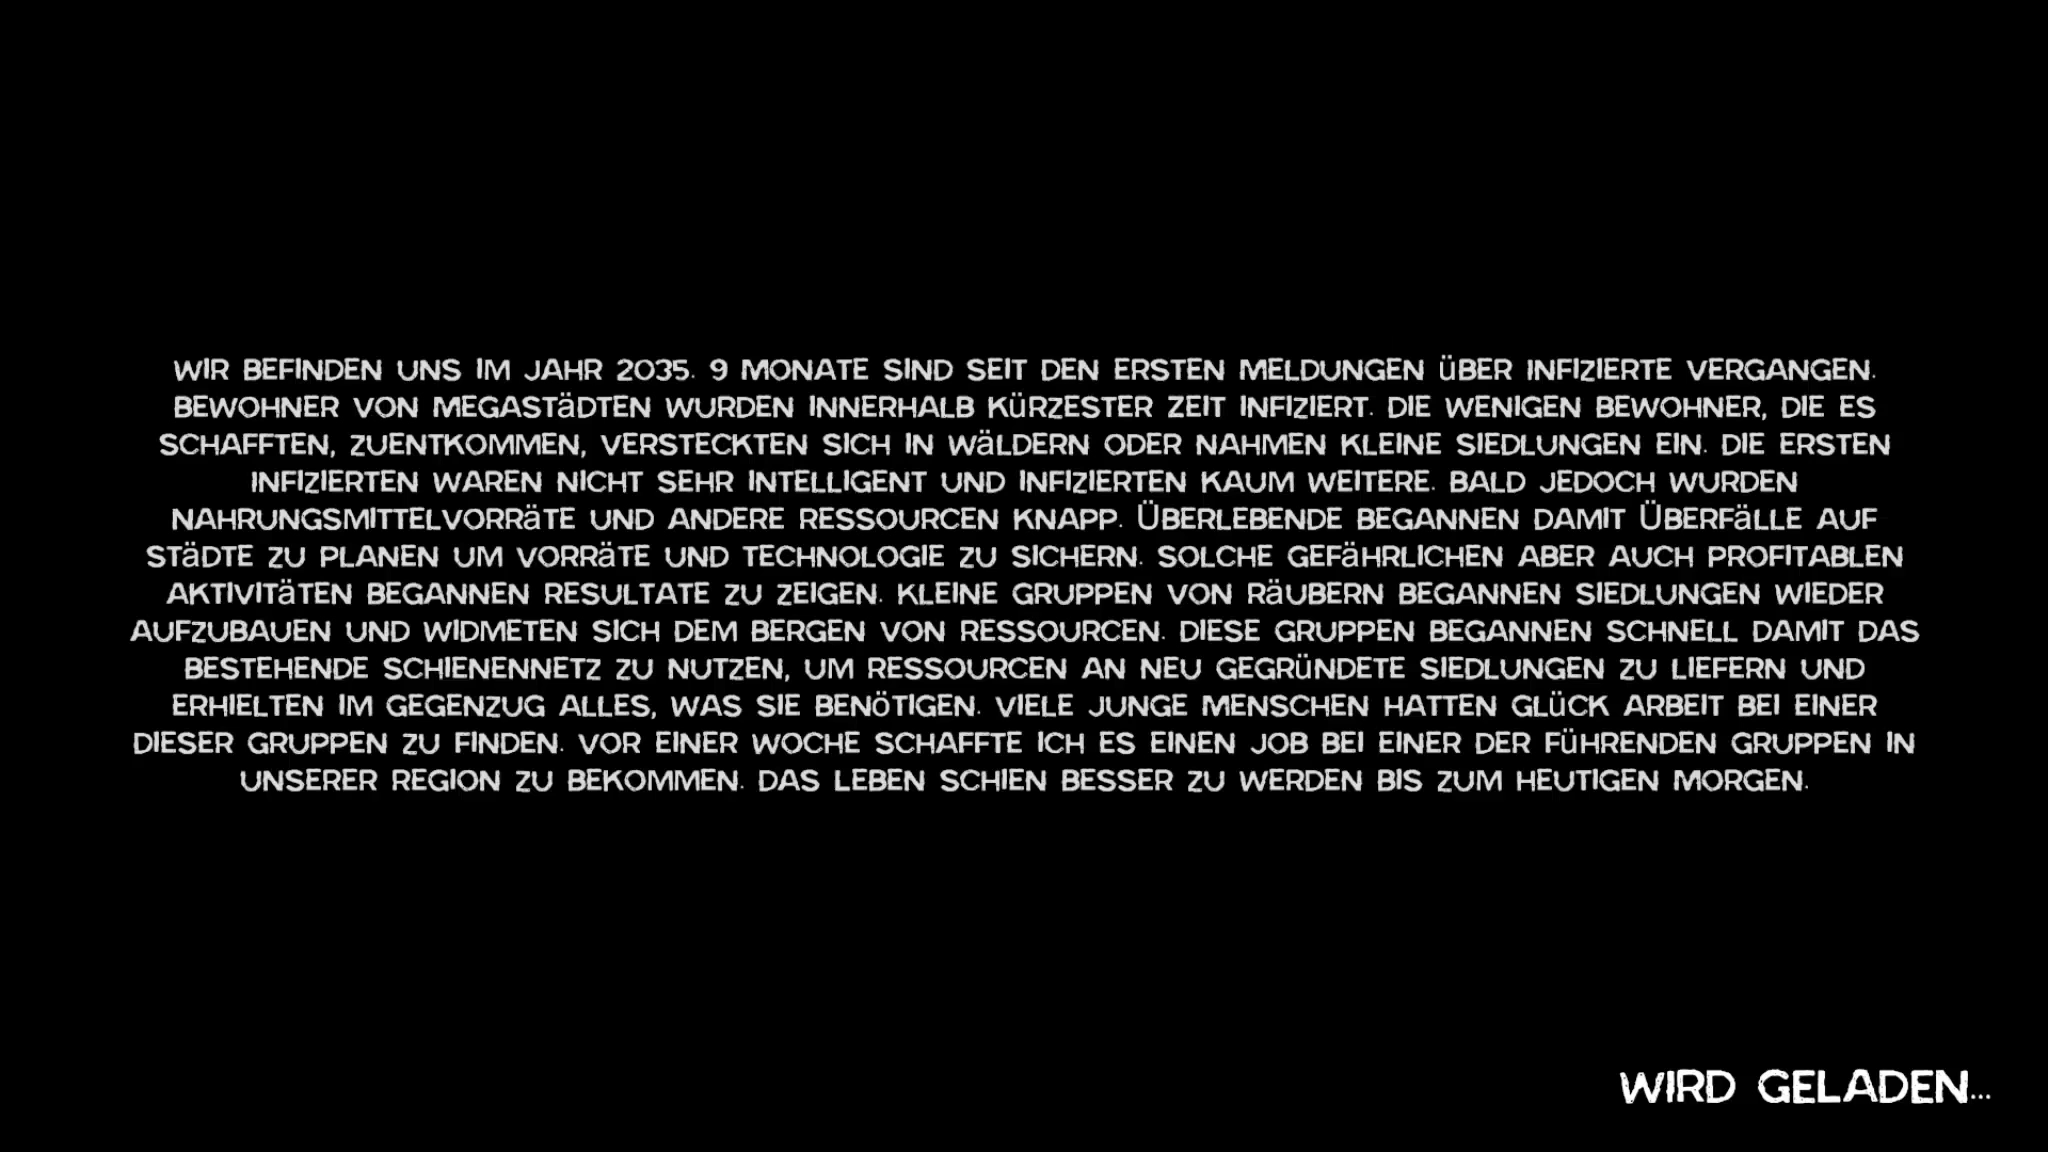 WIR BEFINDEN UNS IM JAHR 2035. 9 MONATE SIND SEIT DEN ERSTEN MELDUNGEN ÜBER INFIZIERTE VERGANGEN.
BEWOHNER VON MEGASTÄDTEN WURDEN INNERHALB KÜRZESTER ZEIT INFIZIERT. DIE WENIGEN BEWOHNER, DIE ES
SCHAFFTEN, ZUENTKOMMEN, VERSTECKTEN SICH IN WÄLDERN ODER NAHMEN KLEINE SIEDLUNGEN EIN. DIE ERSTEN
INFIZIERTEN WAREN NICHT SEHR INTELLIGENT UND INFIZIERTEN KAUM WEITERE. BALD JEDOCH WURDEN
NAHRUNGSMITTELVORRÄTE UND ANDERE RESSOURCEN KNAPP. ÜBERLEBENDE BEGANNEN DAMIT ÜBERFÄLLE AUF
STÄDTE ZU PLANEN UM VORRÄTE UND TECHNOLOGIE ZU SICHERN. SOLCHE GEFÄHRLICHEN ABER AUCH PROFITABLEN
AKTIVITÄTEN BEGANNEN RESULTATE ZU ZEIGEN. KLEINE GRUPPEN VON RÄUBERN BEGANNEN SIEDLUNGEN WIEDER
AUFZUBAUEN UND WIDMETEN SICH DEM BERGEN VON RESSOURCEN. DIESE GRUPPEN BEGANNEN SCHNELL DAMIT DAS
BESTEHENDE SCHIENENNETZ ZU NUTZEN, UM RESSOURCEN AN NEU GEGRÜNDETE SIEDLUNGEN ZU LIEFERN UND
ERHIELTEN IM GEGENZUG ALLES, WAS SIE BENÖTIGEN. VIELE JUNGE MENSCHEN HATTEN GLÜCK ARBEIT BEI EINER
DIESER GRUPPEN ZU FINDEN. VOR EINER WOCHE SCHAFFTE ICH ES EINEN JOB BEI EINER DER FÜHRENDEN GRUPPEN IN
UNSERER REGION ZU BEKOMMEN. DAS LEBEN SCHIEN BESSER ZU WERDEN BIS ZUM HEUTIGEN MORGEN.
WIRD GELADEN...